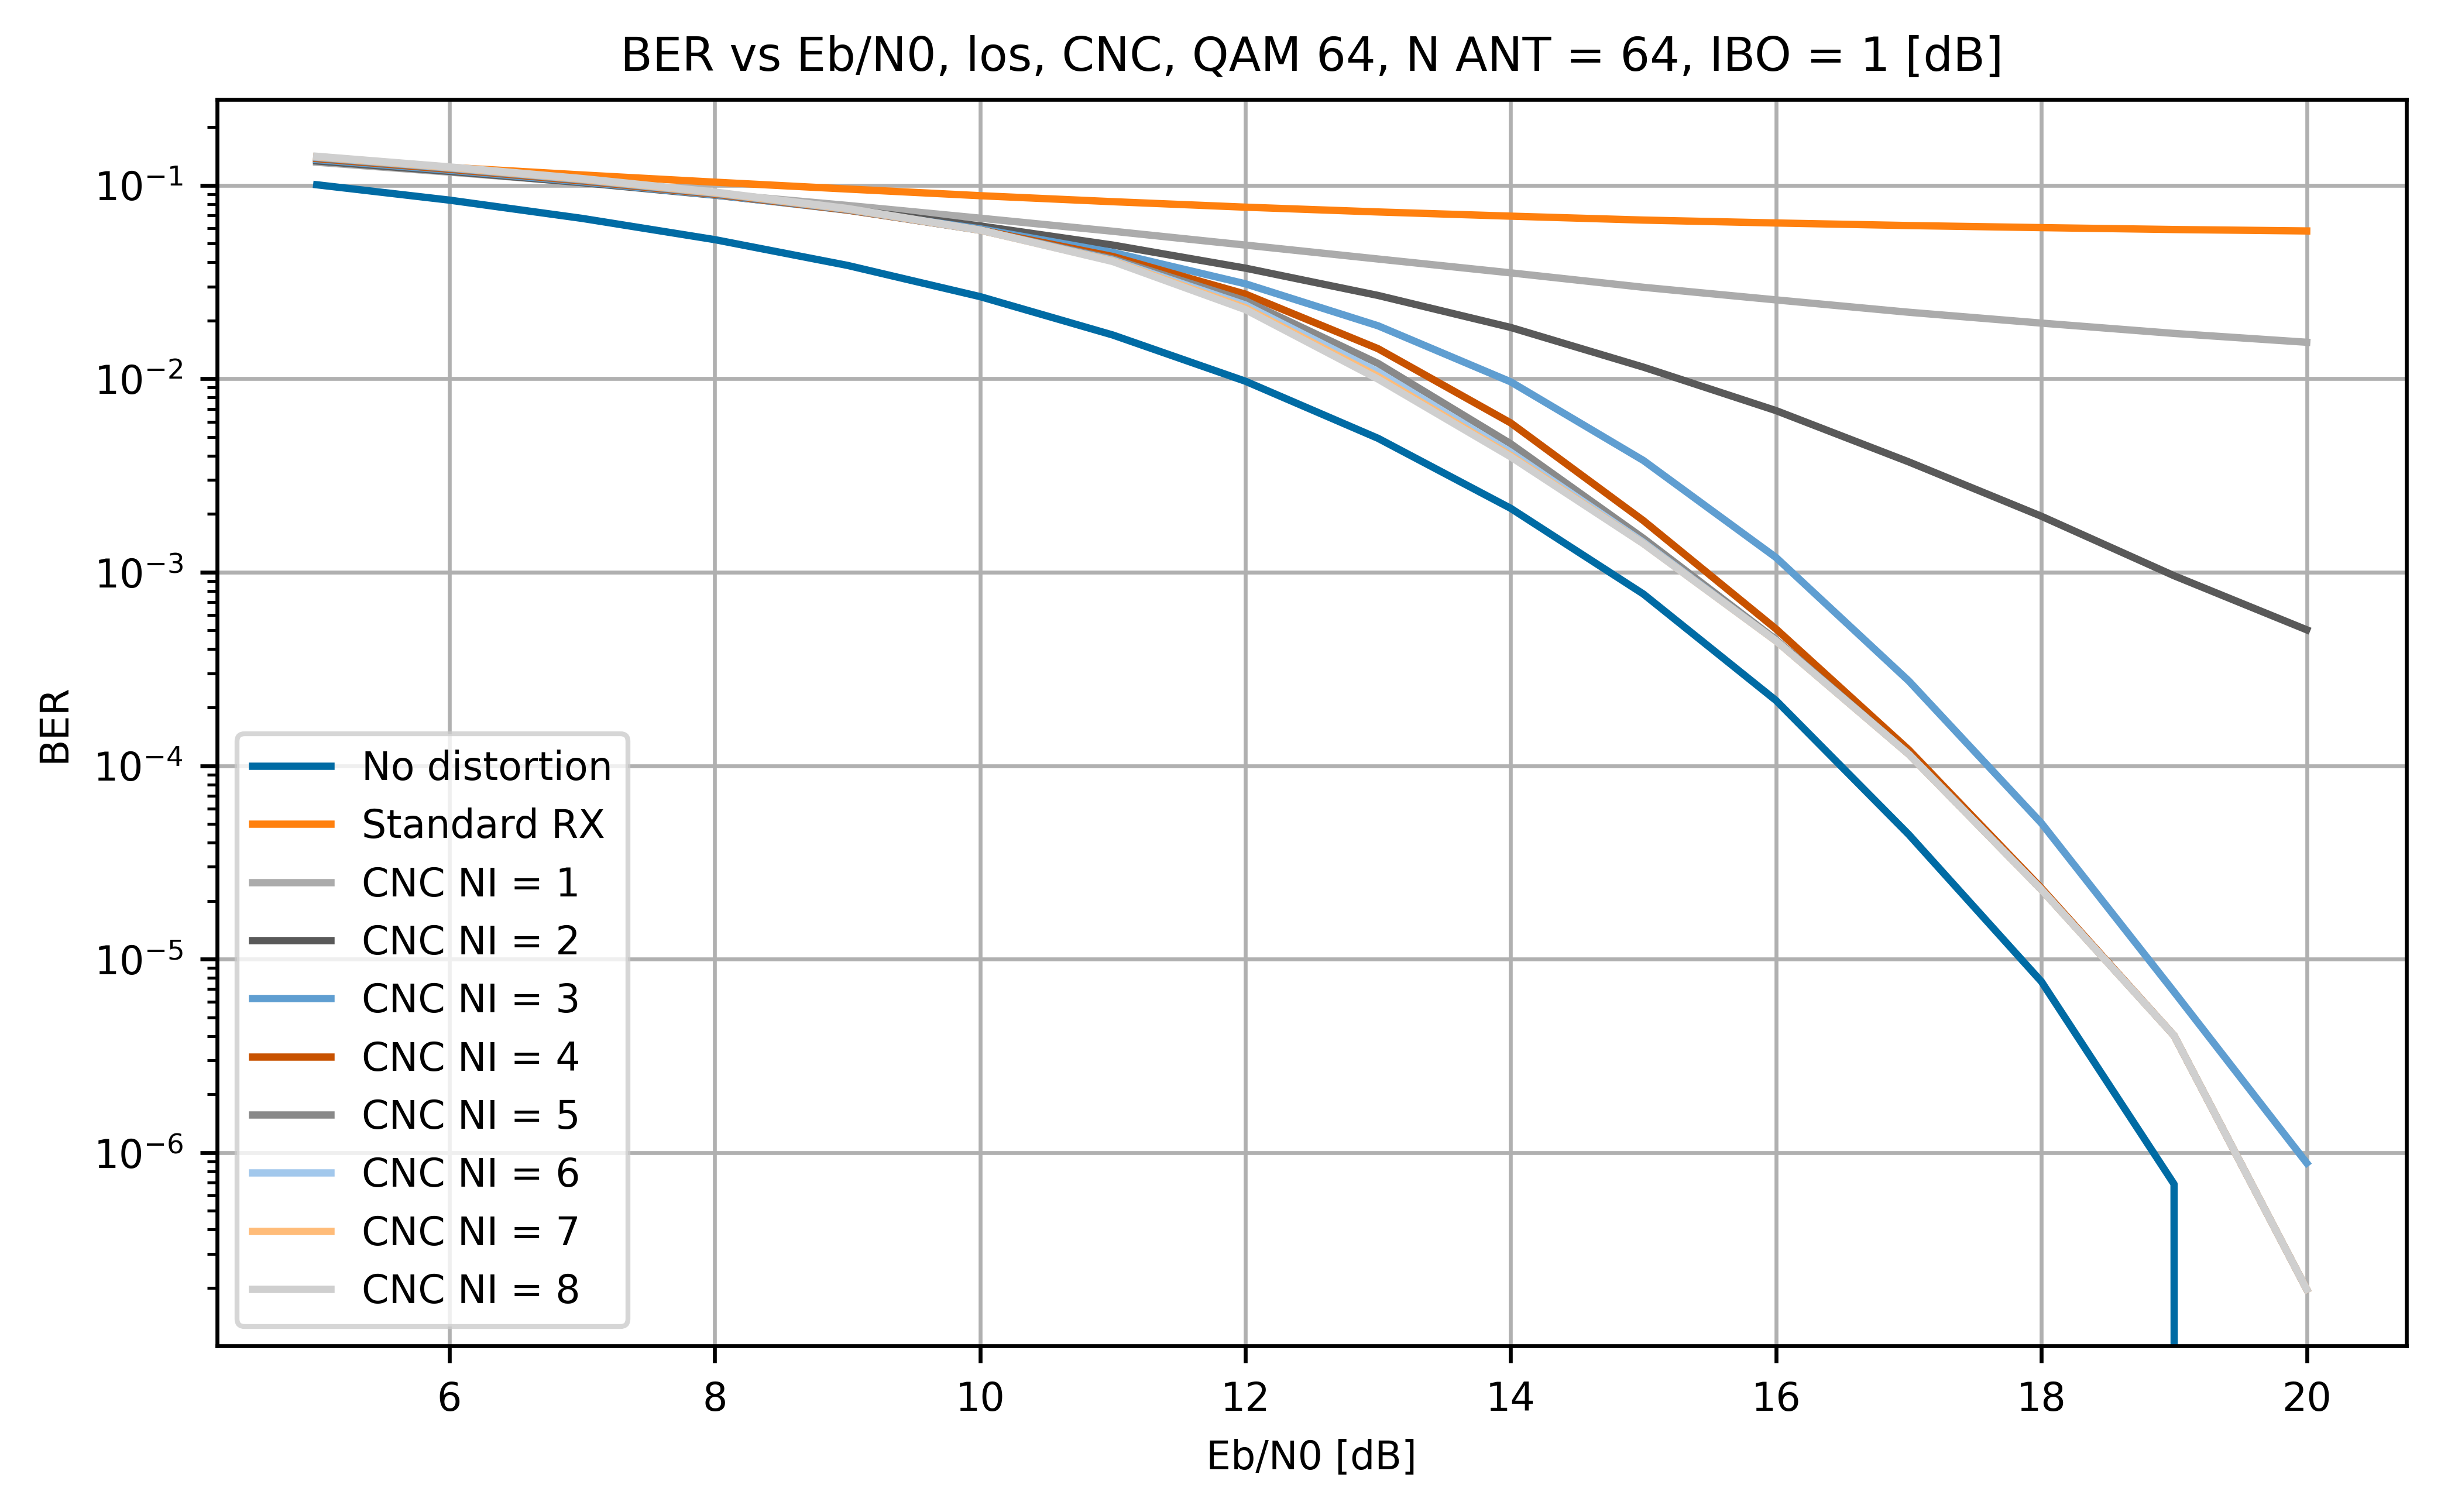 BER vs Eb/N0, los, CNC, QAM 64, N ANT = 64, IBO = 1 [dB]
10⁻¹
10⁻²
10⁻³
10⁻⁴
10⁻⁵
10⁻⁶
BER
No distortion
Standard RX
CNC NI = 1
CNC NI = 2
CNC NI = 3
CNC NI = 4
CNC NI = 5
CNC NI = 6
CNC NI = 7
CNC NI = 8
6 8 10 12 14 16 18 20
Eb/N0 [dB]